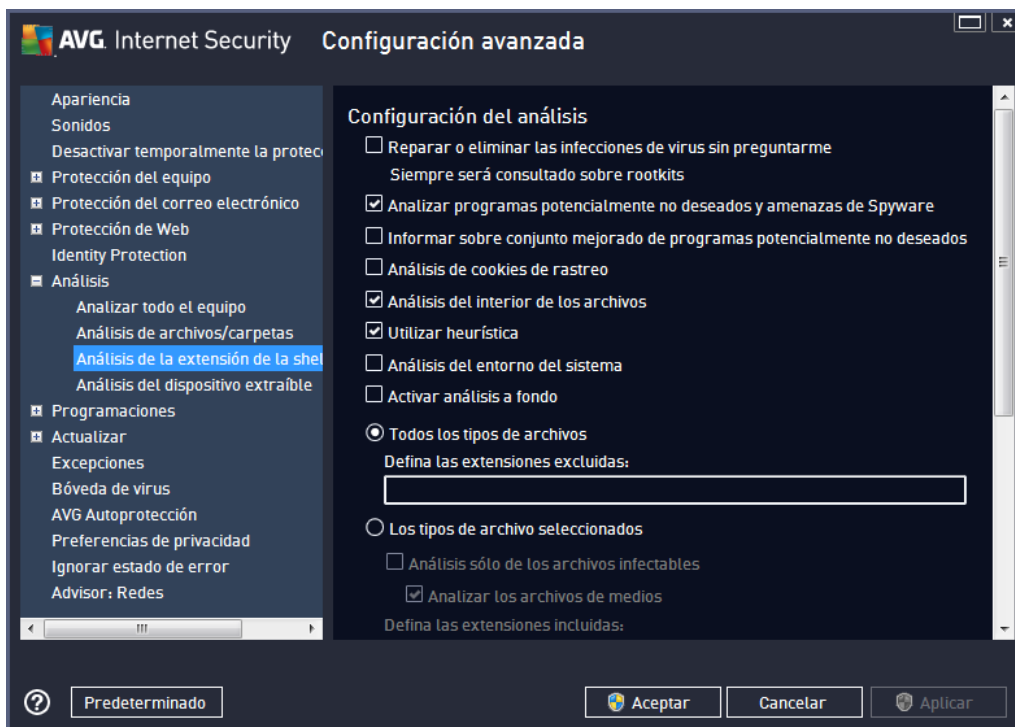 AVG. Internet Security Configuración avanzada
Apariencia
Sonidos
Desactivar temporalmente la protec
Protección del equipo
Protección del correo electrónico
Protección de Web
Identity Protection
Análisis
Analizar todo el equipo
Análisis de archivos/carpetas
Análisis de la extensión de la shel
Análisis del dispositivo extraíble
Programaciones
Actualizar
Excepciones
Bóveda de virus
AVG Autoprotección
Preferencias de privacidad
Ignorar estado de error
Advisor: Redes
Configuración del análisis
Reparar o eliminar las infecciones de virus sin preguntarme
Siempre será consultado sobre rootkits
Analizar programas potencialmente no deseados y amenazas de Spyware
Informar sobre conjunto mejorado de programas potencialmente no deseados
Análisis de cookies de rastreo
Análisis del interior de los archivos
Utilizar heurística
Análisis del entorno del sistema
Activar análisis a fondo
Todos los tipos de archivos
Defina las extensiones excluidas:
Los tipos de archivo seleccionados
Análisis sólo de los archivos infectables
Analizar los archivos de medios
Defina las extensiones incluidas:
Predeterminado
Aceptar
Cancelar
Aplicar